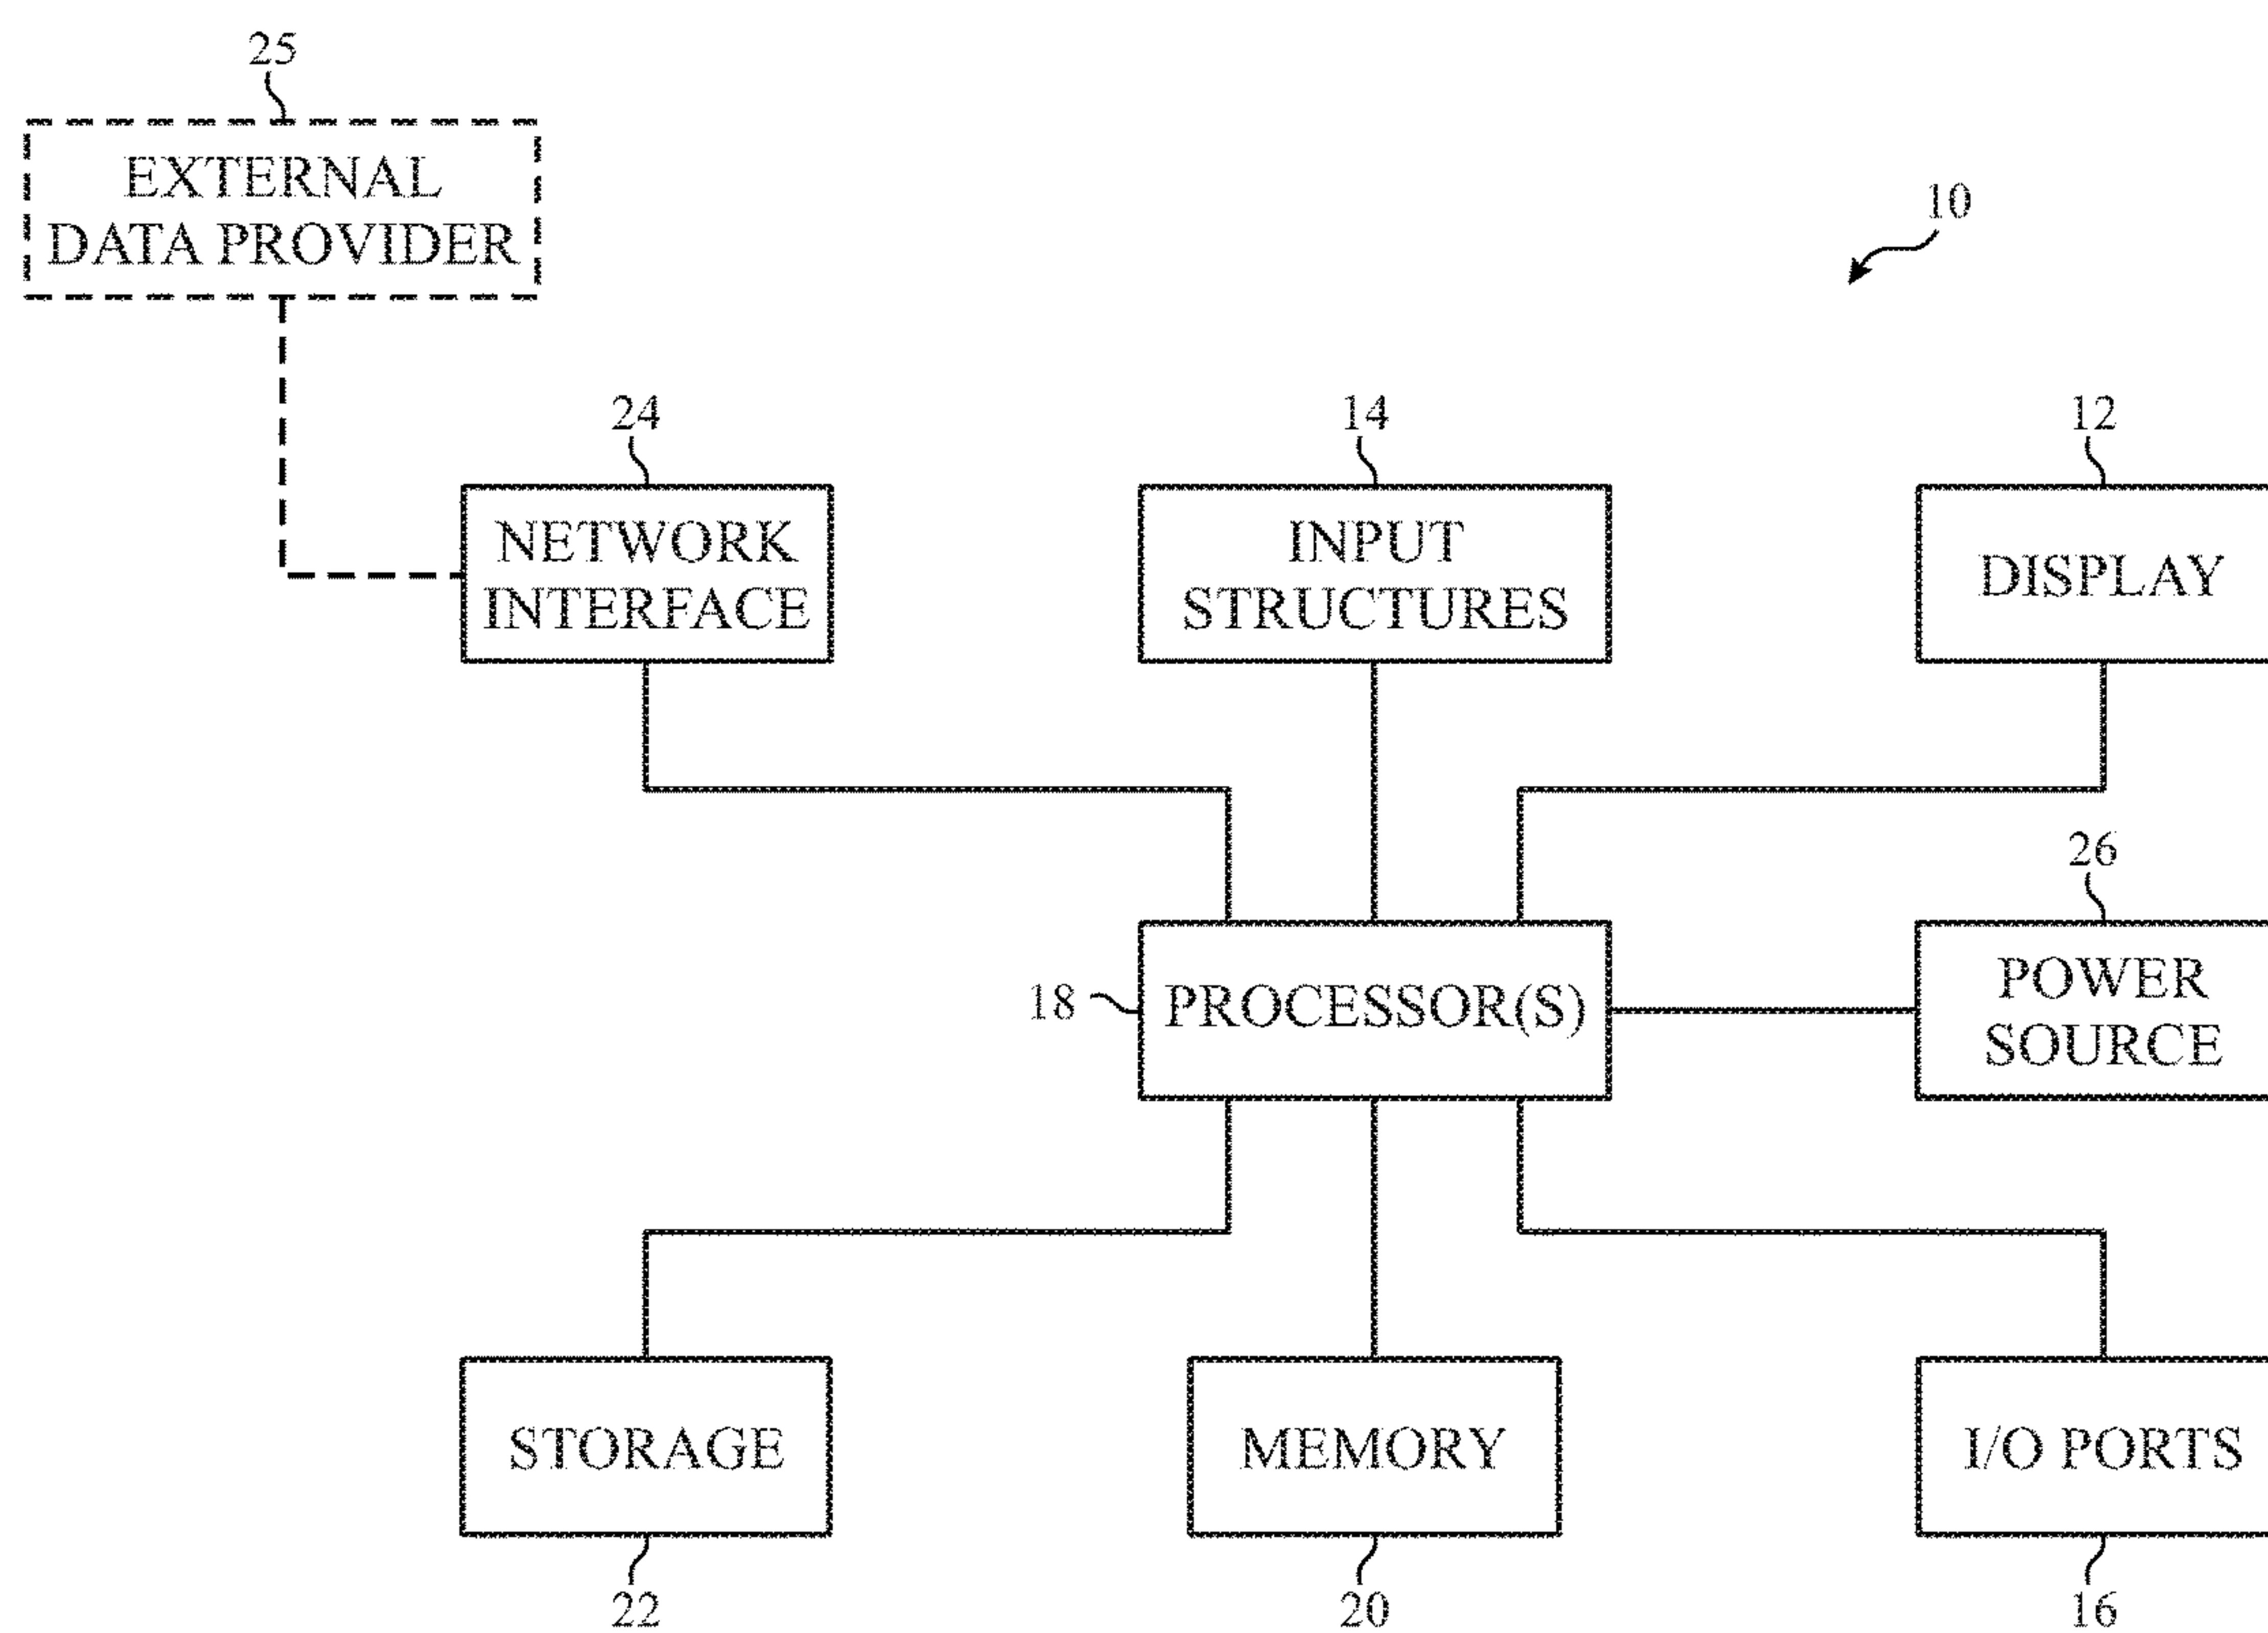 25
EXTERNAL
DATA PROVIDER
10
24
NETWORK
INTERFACE
14
INPUT
STRUCTURES
12
DISPLAY
18
PROCESSOR(S)
26
POWER
SOURCE
STORAGE
22
MEMORY
20
I/O PORTS
16